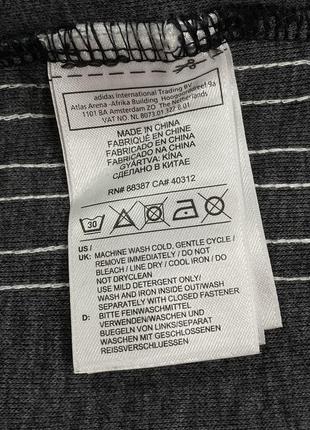 adidas International Trading BV
Atlas Arena -Afrika Building Hoogoorddreef 9a
1101 BA Amsterdam ZO The Netherlands
VAT NO. NL 8073.01.327 B.01
MADE IN CHINA
FABRIQUÉ EN CHINE
FABRICADO EN CHINA
FABRICADO NA CHINA
GYÁRTVA: KÍNA
СДЕЛАНО В КИТАЕ
RN# 88387 CA# 40312
30
US /
UK: MACHINE WASH COLD, GENTLE CYCLE /
REMOVE IMMEDIATELY / DO NOT
BLEACH / LINE DRY / COOL IRON / DO
NOT DRYCLEAN
USE MILD DETERGENT ONLY/
WASH AND IRON INSIDE OUT/WASH
SEPARATELY WITH CLOSED FASTENER
D: BITTE FEINWASCHMITTEL
VERWENDEN/WASCHEN UND
BUEGELN VON LINKS/SEPARAT
WASCHEN MIT GESCHLOSSENEN
REISSVERSCHLUESSEN